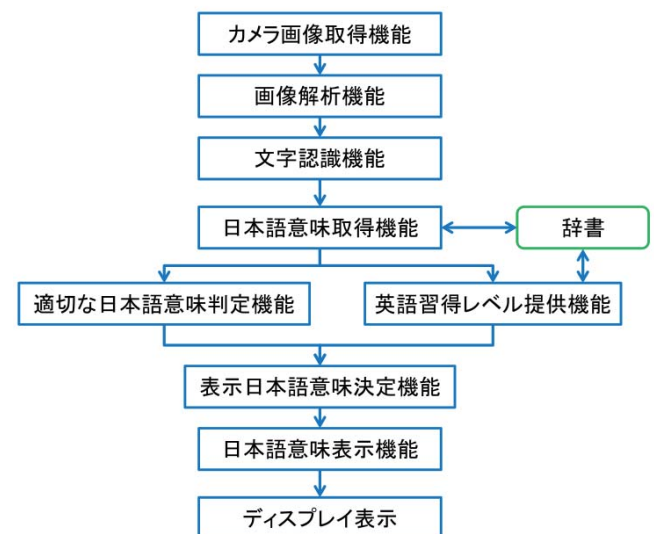 カメラ画像取得機能
画像解析機能
文字認識機能
日本語意味取得機能
辞書
適切な日本語意味判定機能
英語習得レベル提供機能
表示日本語意味決定機能
日本語意味表示機能
ディスプレイ表示